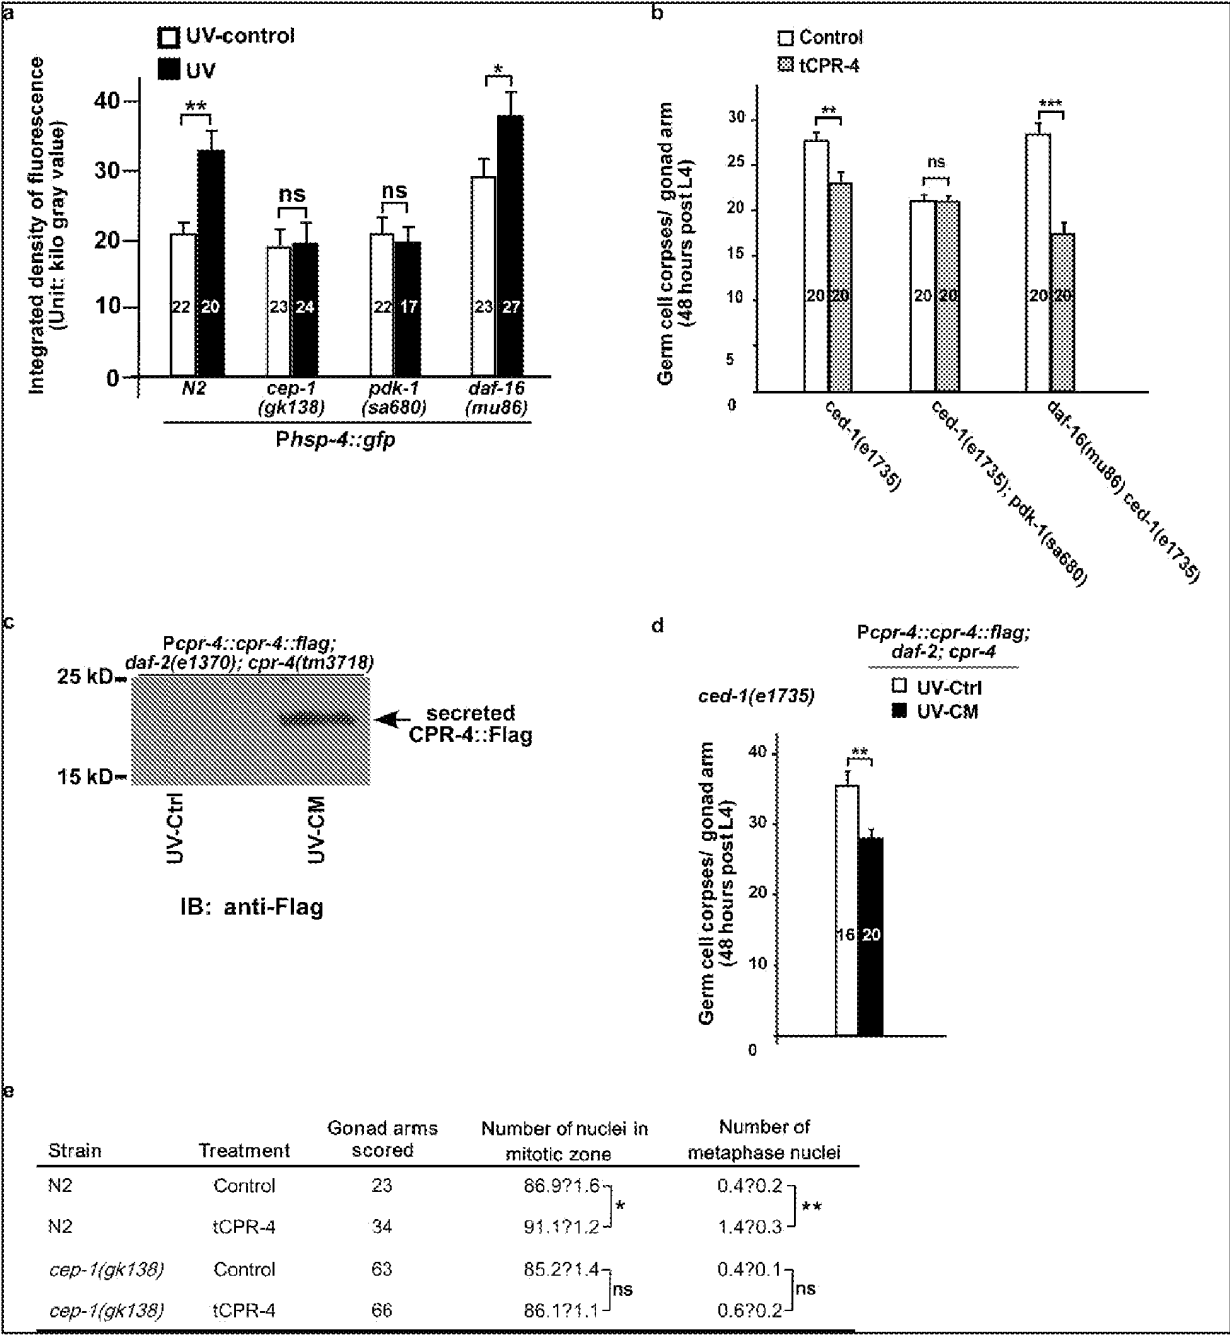 a
UV-control
UV
Integrated density of fluorescence
(Unit: kilo gray value)
40
30
20
10
0
**
ns
ns
*
22
20
23
24
22
17
23
27
N2
cep-1
(gk138)
pdk-1
(sa680)
daf-16
(mu86)
Phsp-4::gfp
b
Control
tCPR-4
Germ cell corpses/ gonad arm
(48 hours post L4)
30
25
20
15
10
5
0
**
ns
***
20
20
20
20
20
20
ced-1(e1735)
ced-1(e1735); pdk-1(sa680)
daf-16(mu86) ced-1(e1735)
c
Pcpr-4::cpr-4::flag;
daf-2(e1370); cpr-4(tm3718)
25 kD
15 kD
secreted
CPR-4::Flag
UV-Ctrl
UV-CM
IB: anti-Flag
d
Pcpr-4::cpr-4::flag;
daf-2; cpr-4
UV-Ctrl
UV-CM
ced-1(e1735)
Germ cell corpses/ gonad arm
(48 hours post L4)
40
30
20
10
0
**
16
20
e
Strain Treatment Gonad arms scored Number of nuclei in mitotic zone Number of metaphase nuclei
N2 Control 23 86.9?1.6 0.4?0.2
* **
N2 tCPR-4 34 91.1?1.2 1.4?0.3
cep-1(gk138) Control 63 85.2?1.4 0.4?0.1
ns ns
cep-1(gk138) tCPR-4 66 86.1?1.1 0.6?0.2